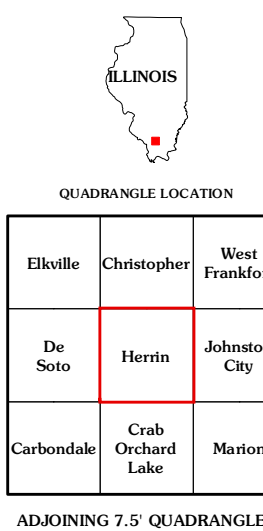 ILLINOIS
QUADRANGLE LOCATION
Elkville
Christopher
West
Frankfor
De
Soto
Herrin
Johnsto
City
Carbondale
Crab
Orchard
Lake
Marion
ADJOINING 7.5' QUADRANGLE